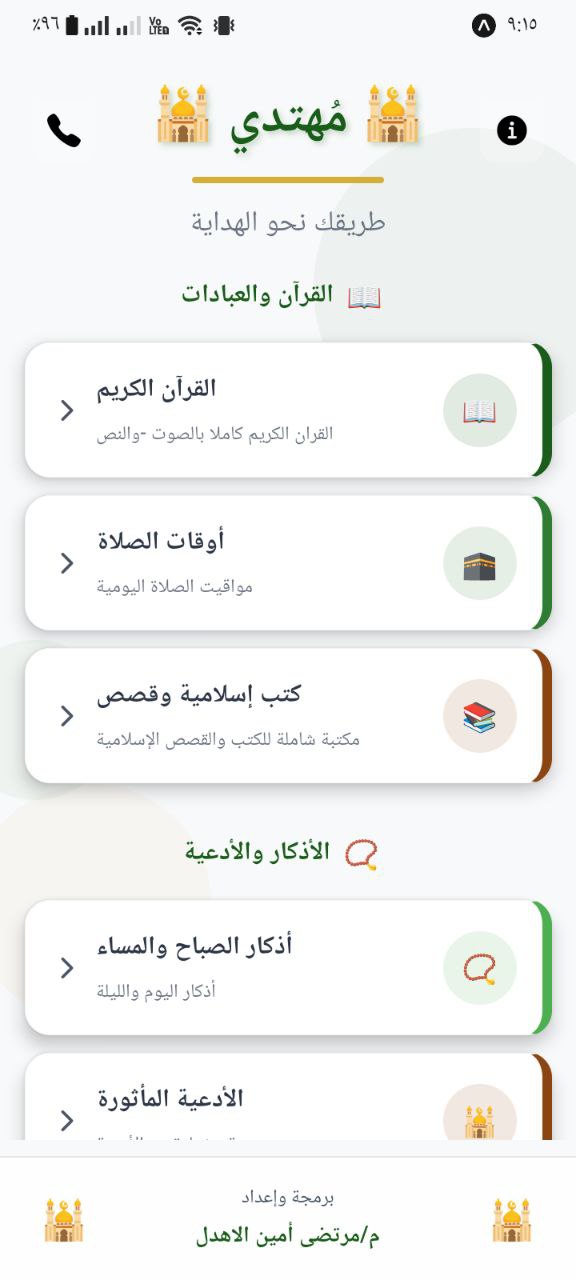 ٪٩٦ Vo LTE ٩:١٥
مُهتدي
طريقك نحو الهداية
القرآن والعبادات
القرآن الكريم
القران الكريم كاملا بالصوت -والنص
أوقات الصلاة
مواقيت الصلاة اليومية
كتب إسلامية وقصص
مكتبة شاملة للكتب والقصص الإسلامية
الأذكار والأدعية
أذكار الصباح والمساء
أذكار اليوم والليلة
الأدعية المأثورة
برمجة وإعداد
م/مرتضى أمين الاهدل